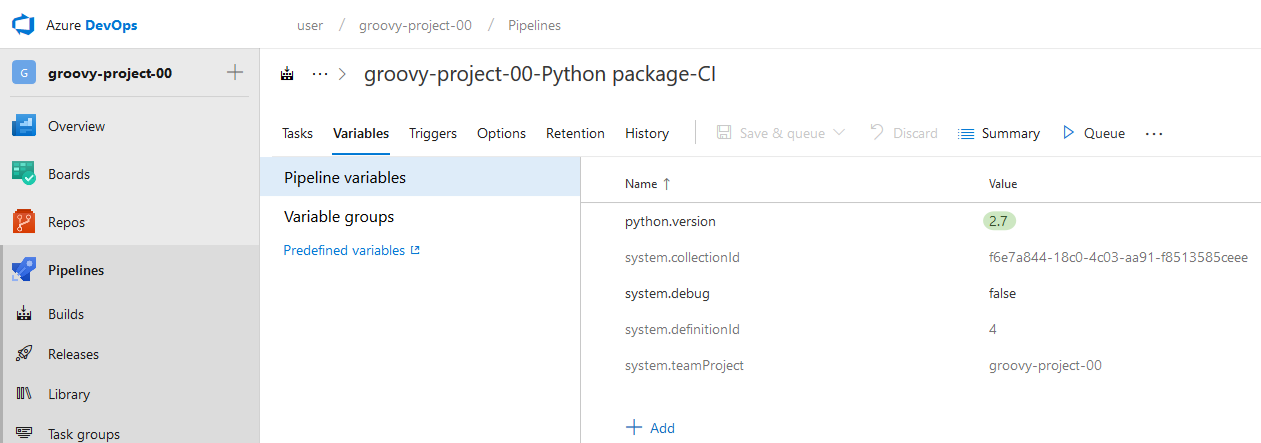 Azure DevOps
user / groovy-project-00 / Pipelines
G groovy-project-00
Overview
Boards
Repos
Pipelines
Builds
Releases
Library
Task groups
··· > groovy-project-00-Python package-CI
Tasks Variables Triggers Options Retention History Save & queue Discard Summary Queue ···
Pipeline variables
Variable groups
Predefined variables
Name ↑ Value
python.version 2.7
system.collectionId f6e7a844-18c0-4c03-aa91-f8513585ceee
system.debug false
system.definitionId 4
system.teamProject groovy-project-00
+ Add